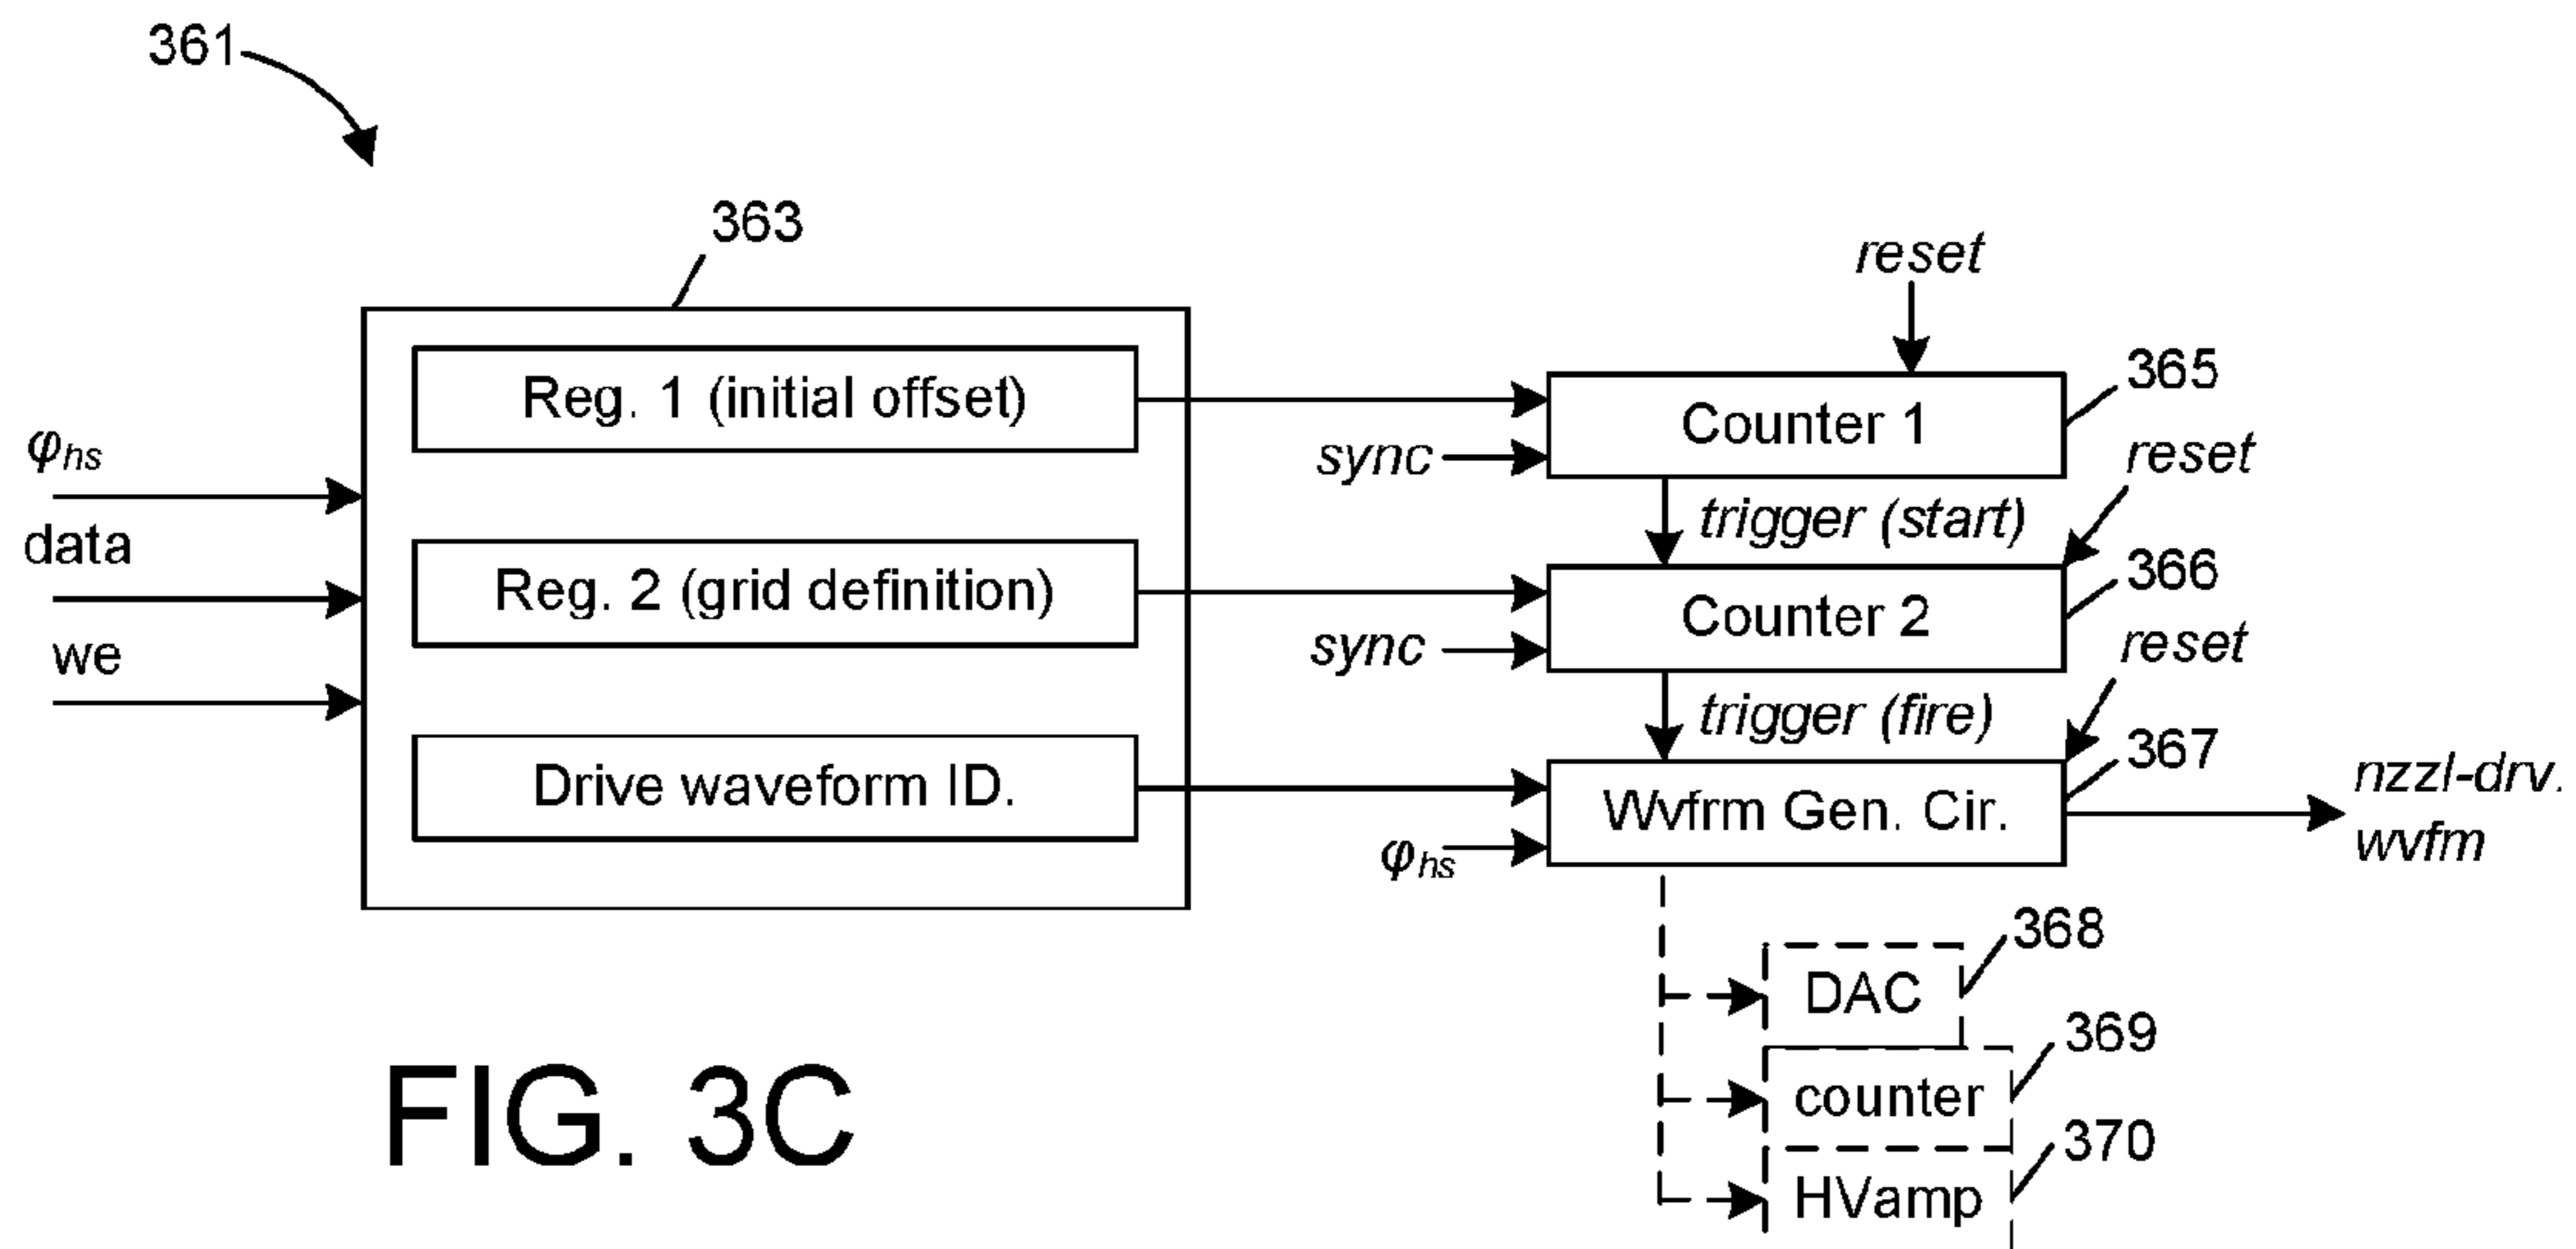 361
363
reset
Reg. 1 (initial offset)
365
Counter 1
φhs
sync
reset
trigger (start)
data
Reg. 2 (grid definition)
366
Counter 2
we
sync
reset
trigger (fire)
367
Drive waveform ID.
Wvfrm Gen. Cir.
nzzl-drv.
wvfm
φhs
368
DAC
369
counter
370
HVamp
FIG. 3C